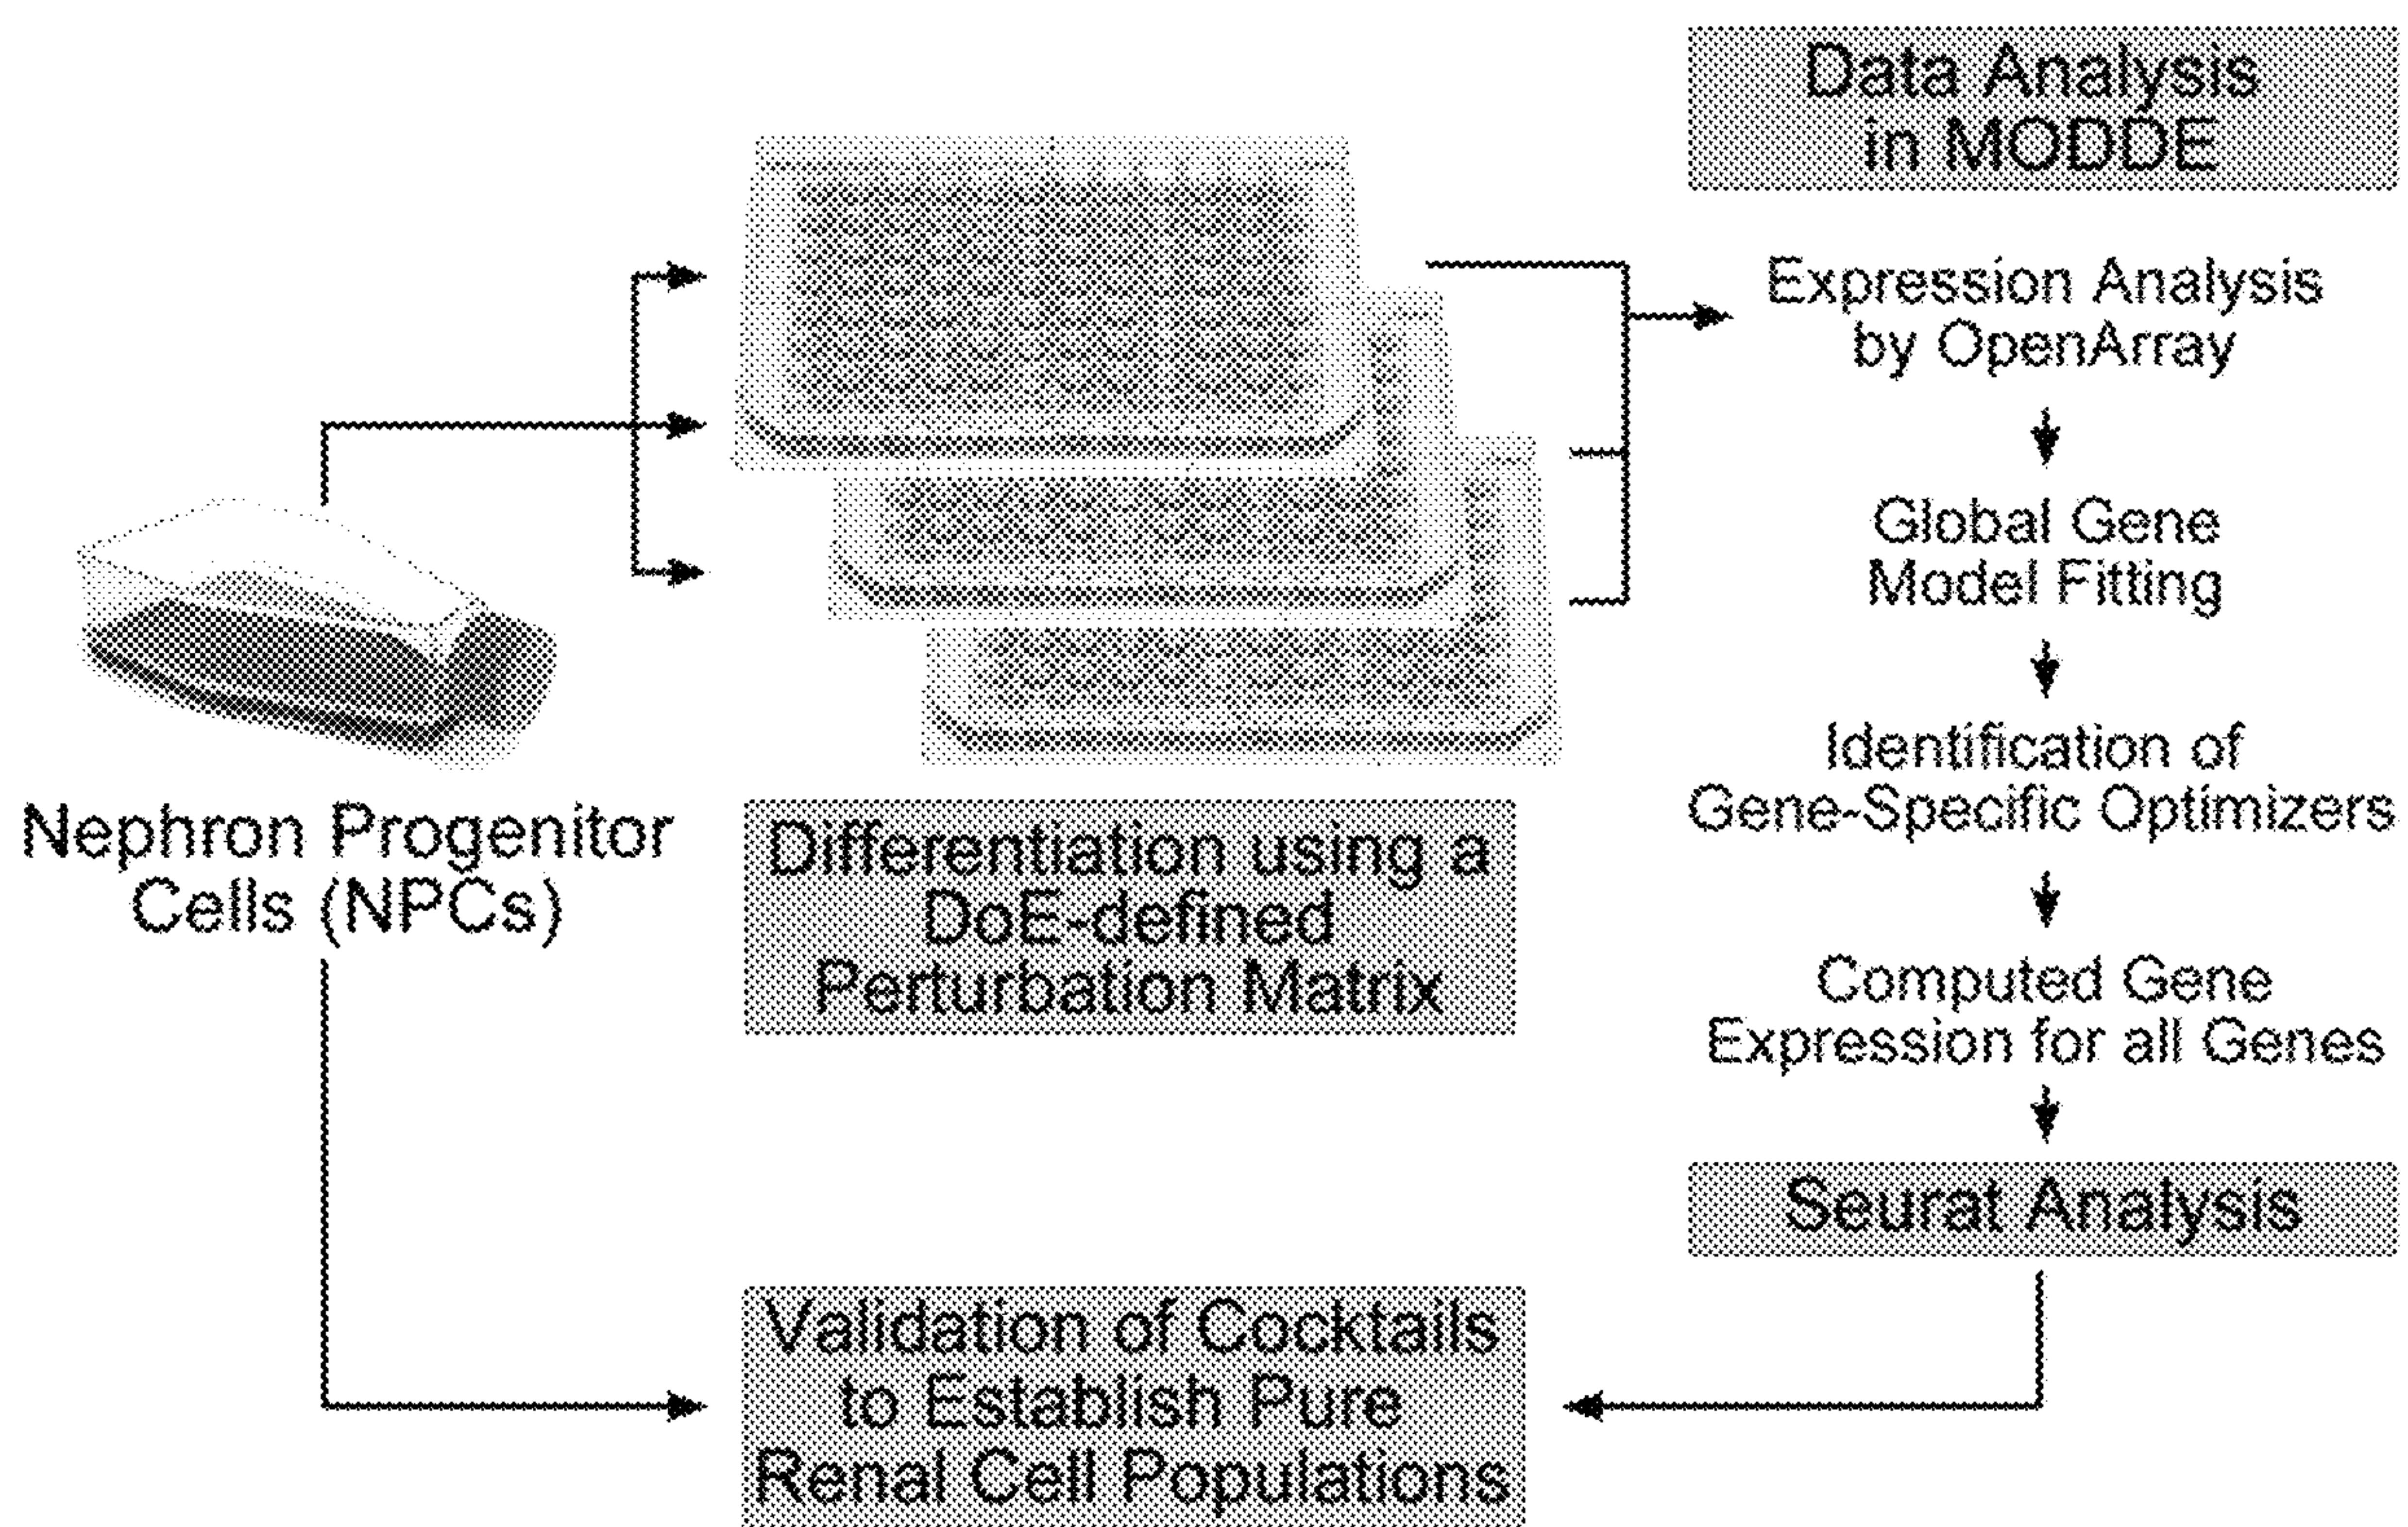 Nephron Progenitor
Cells (NPCs)
Differentiation using a
DoE-defined
Perturbation Matrix
Data Analysis
in MODDE
Expression Analysis
by OpenArray
Global Gene
Model Fitting
Identification of
Gene-Specific Optimizers
Computed Gene
Expression for all Genes
Seurat Analysis
Validation of Cocktails
to Establish Pure
Renal Cell Populations